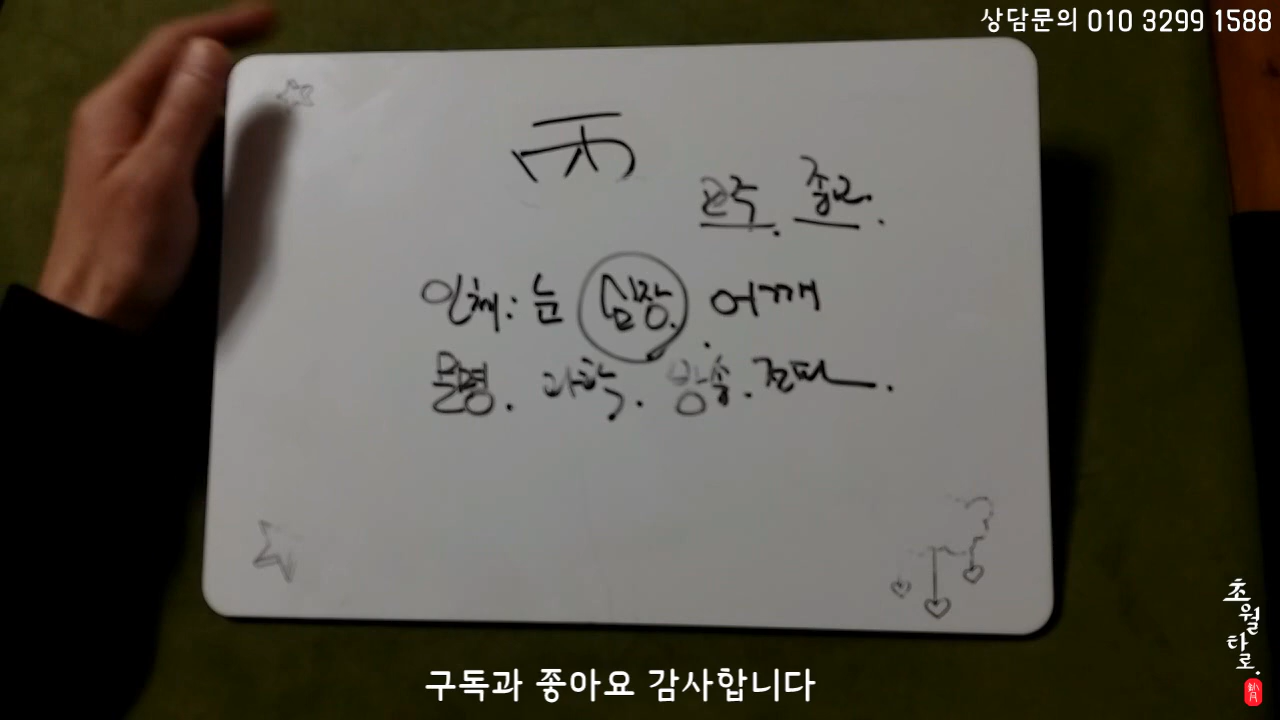 상담문의 010 3299 1588
종교.
인체: 눈 심장. 어깨
문명. 과학. 방송. 전파.
구독과 좋아요 감사합니다
초월타로.